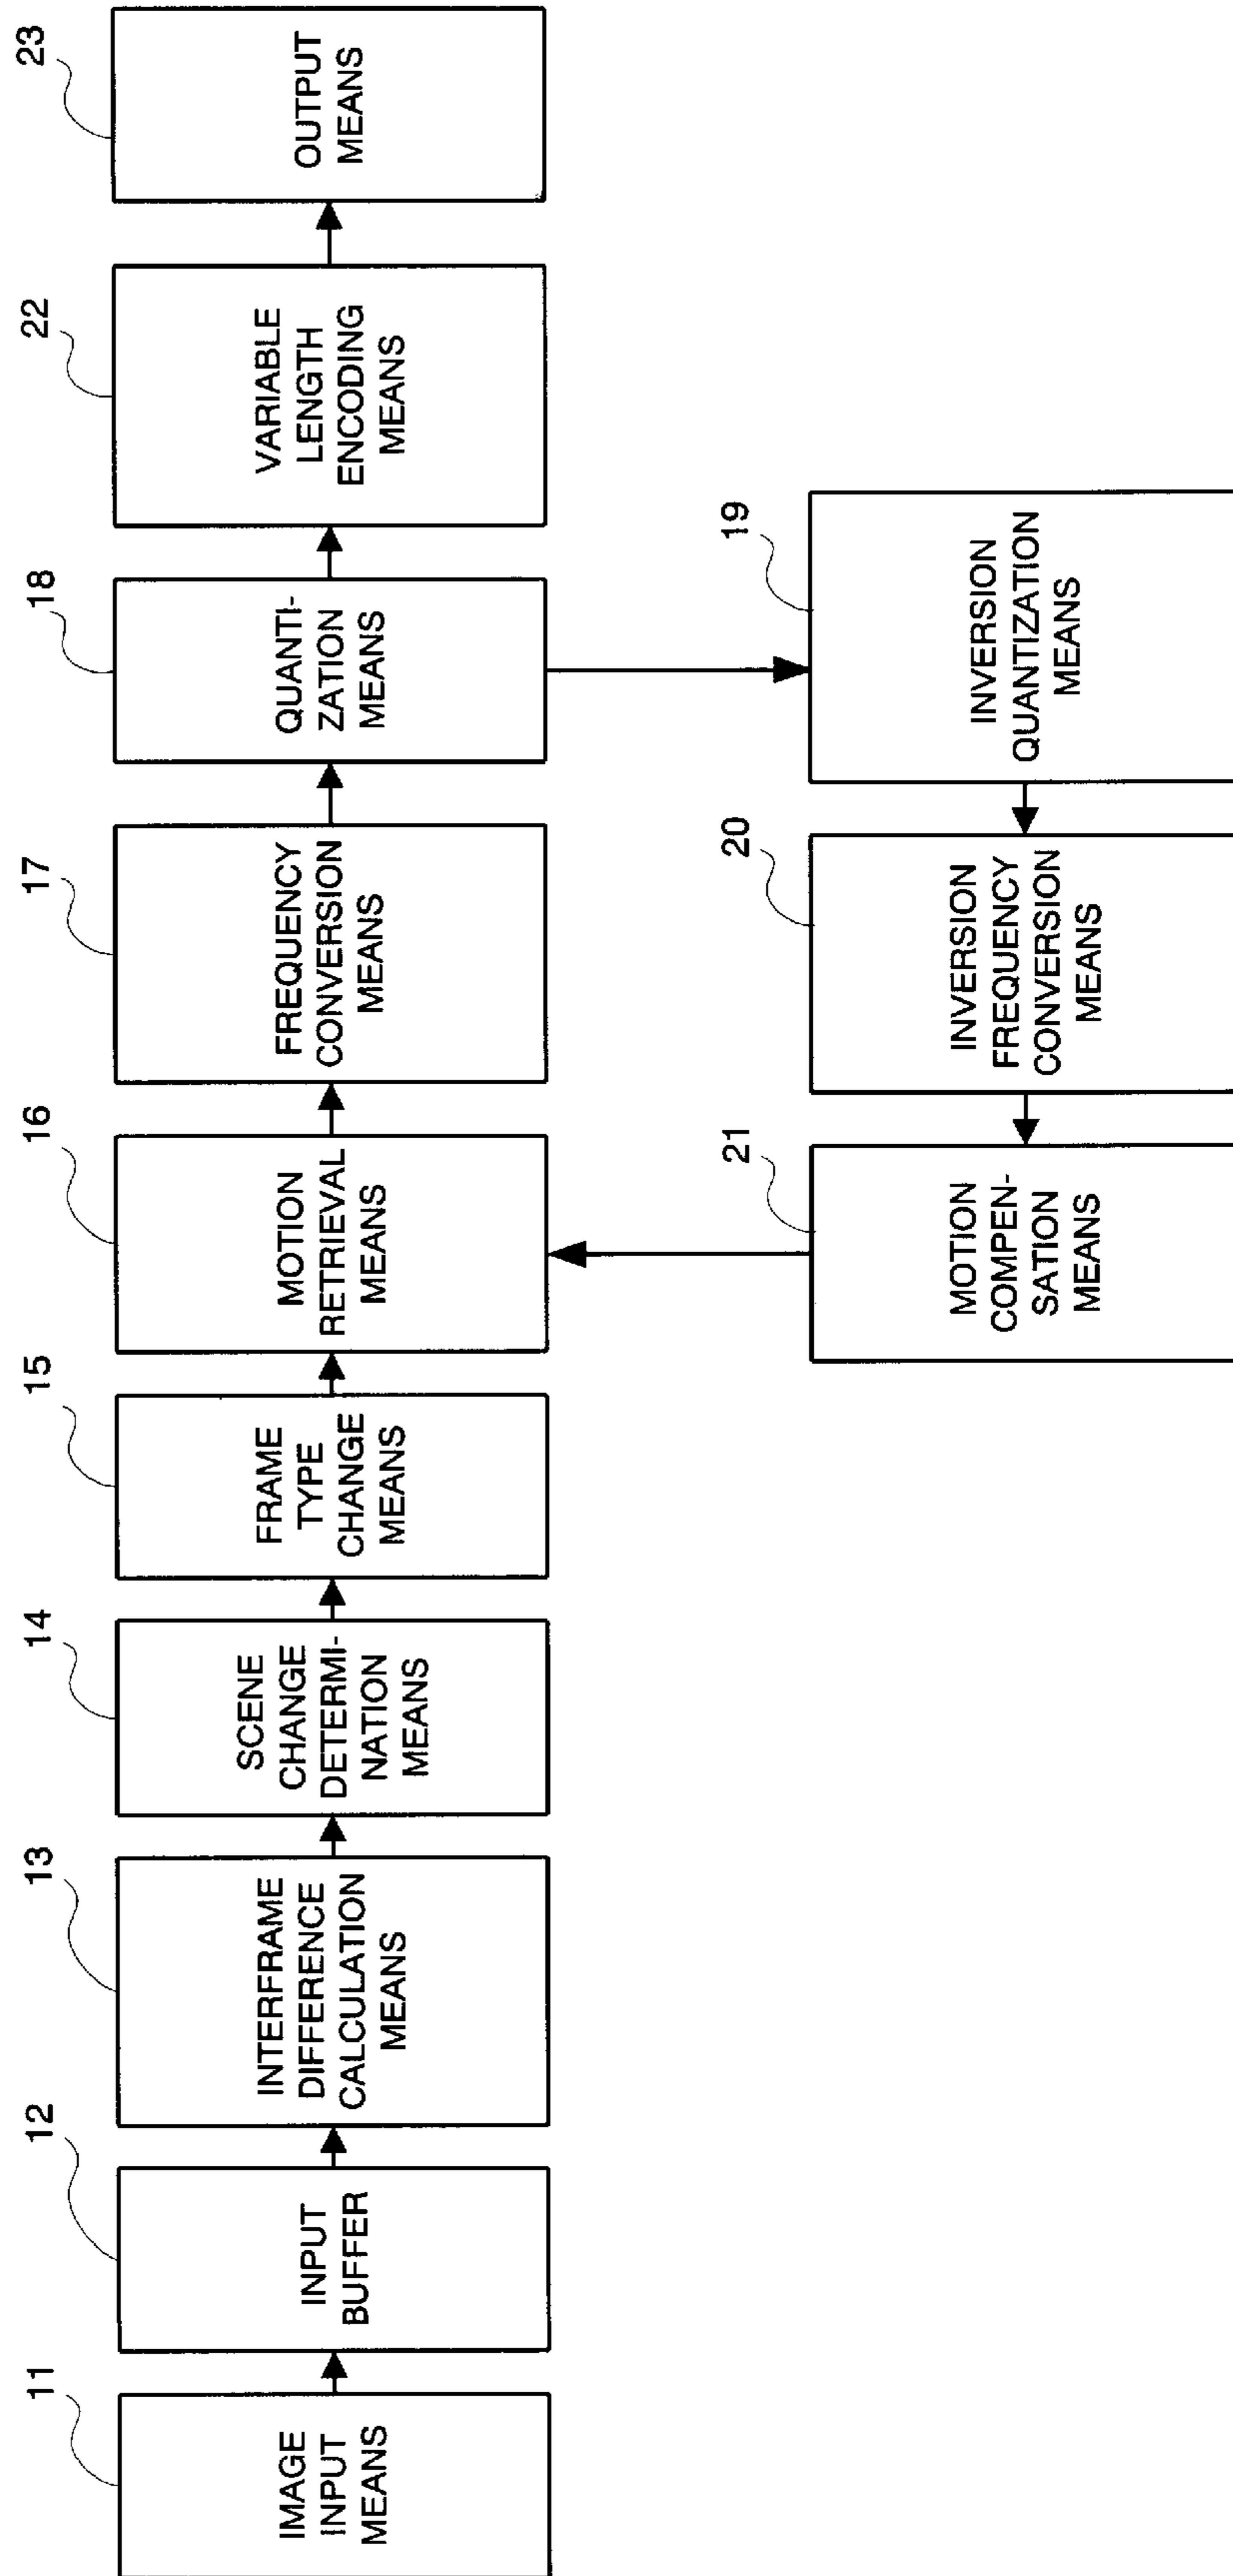 11
IMAGE
INPUT
MEANS
12
INPUT
BUFFER
13
INTERFRAME
DIFFERENCE
CALCULATION
MEANS
14
SCENE
CHANGE
DETERMI-
NATION
MEANS
15
FRAME
TYPE
CHANGE
MEANS
16
MOTION
RETRIEVAL
MEANS
17
FREQUENCY
CONVERSION
MEANS
18
QUANTI-
ZATION
MEANS
22
VARIABLE
LENGTH
ENCODING
MEANS
23
OUTPUT
MEANS
21
MOTION
COMPEN-
SATION
MEANS
20
INVERSION
FREQUENCY
CONVERSION
MEANS
19
INVERSION
QUANTIZATION
MEANS